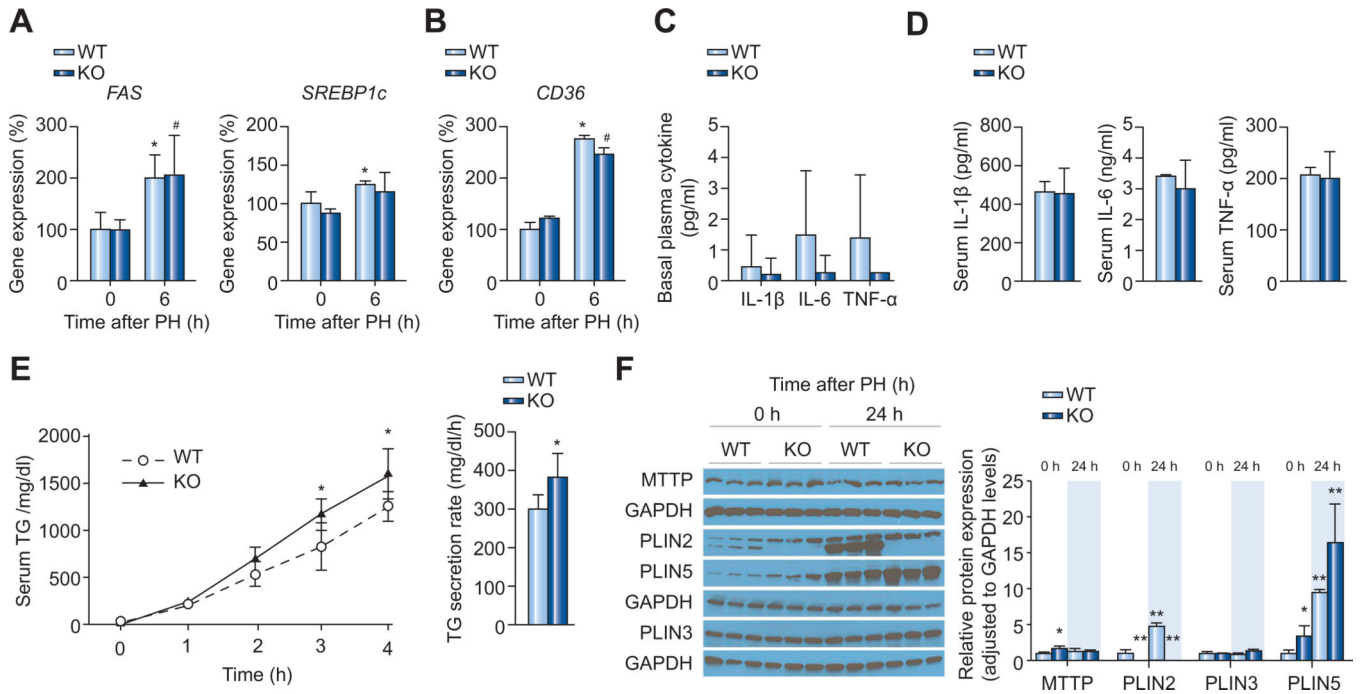 A
WT
KO
FAS
Gene expression (%)
300
200
100
0
*
#
0 6
Time after PH (h)
SREBP1c
Gene expression (%)
200
150
100
50
0
*
0 6
Time after PH (h)
B
WT
KO
CD36
Gene expression (%)
300
200
100
0
*
#
0 6
Time after PH (h)
C
WT
KO
Basal plasma cytokine
(pg/ml)
5
4
3
2
1
0
IL-1β IL-6 TNF-α
D
WT
KO
Serum IL-1β (pg/ml)
800
600
400
200
0
Serum IL-6 (ng/ml)
5
4
3
2
1
0
Serum TNF-α (pg/ml)
300
200
100
0
E
Serum TG /mg/dl)
2000
1500
1000
500
0
WT
KO
*
*
0 1 2 3 4
Time (h)
WT
KO
TG secretion rate (mg/dl/h)
500
400
300
200
100
0
*
F
Time after PH (h)
0 h 24 h
WT KO WT KO
MTTP
GAPDH
PLIN2
PLIN5
GAPDH
PLIN3
GAPDH
WT
KO
Relative protein expression
(adjusted to GAPDH levels)
25
20
15
10
5
0
0 h 24 h 0 h 24 h 0 h 24 h 0 h 24 h
*
** ** **
* ** **
MTTP PLIN2 PLIN3 PLIN5